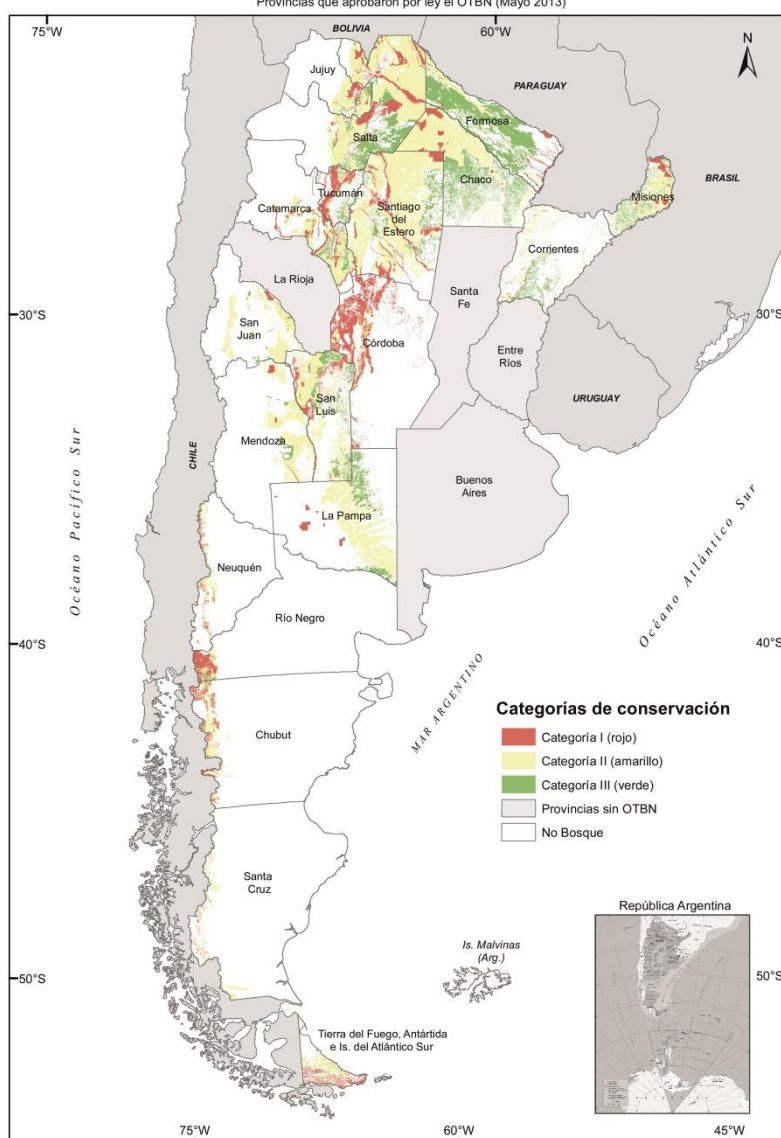 Provincias que aprobaron por ley el OTBN (Mayo 2013)
75°W
60°W
BOLIVIA
N
Jujuy
PARAGUAY
Formosa
Salta
Chaco
BRASIL
Misiones
Tucumán
Catamarca
Santiago
del
Estero
Corrientes
La Rioja
Santa
Fe
30°S
30°S
San
Juan
Córdoba
Entre
Ríos
San
Luis
URUGUAY
Mendoza
CHILE
Buenos
Aires
La Pampa
Océano Pacífico Sur
Océano Atlántico Sur
Neuquén
Río Negro
40°S
40°S
MAR ARGENTINO
Chubut
Categorías de conservación
Categoría I (rojo)
Categoría II (amarillo)
Categoría III (verde)
Provincias sin OTBN
No Bosque
Santa
Cruz
República Argentina
Is. Malvinas
(Arg.)
50°S
50°S
Tierra del Fuego, Antártida
e Is. del Atlántico Sur
75°W
60°W
45°W